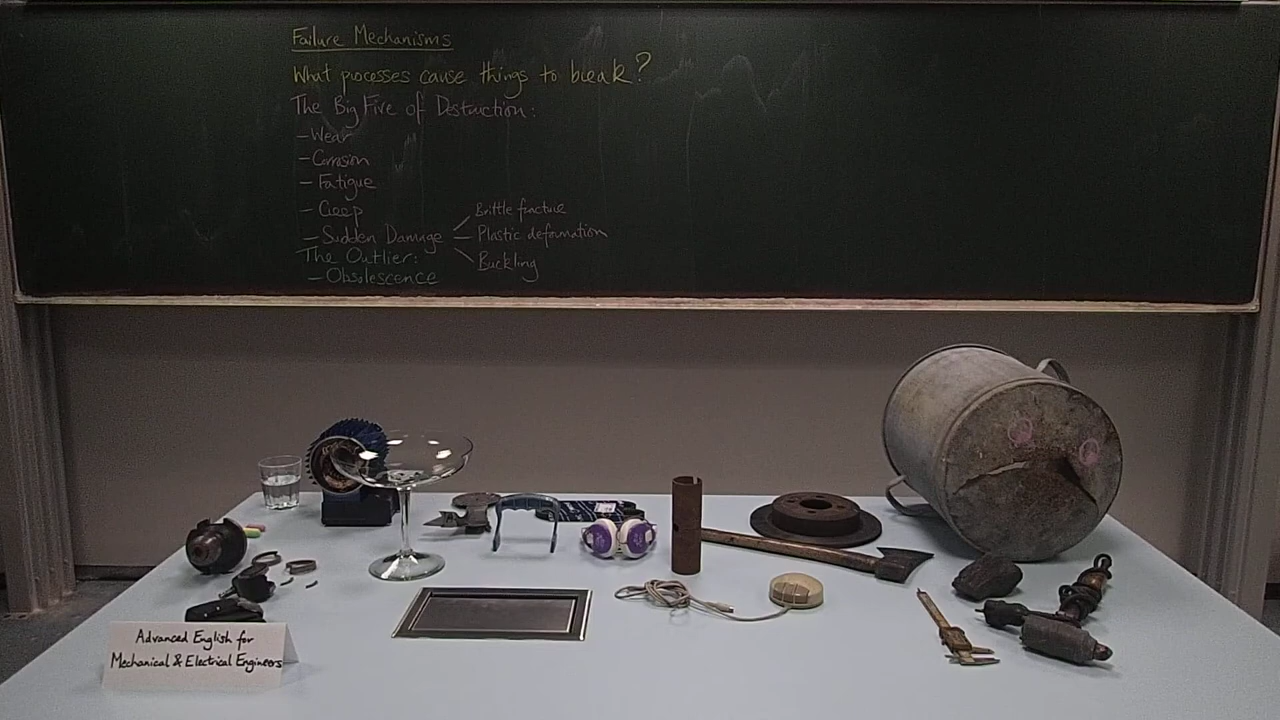 Failure Mechanisms
What processes cause things to break?
The Big Five of Destruction:
- Wear
- Corrosion
- Fatigue
- Creep
- Sudden Damage
Brittle fracture
Plastic deformation
Buckling
The Outlier:
- Obsolescence
Advanced English for
Mechanical & Electrical Engineers